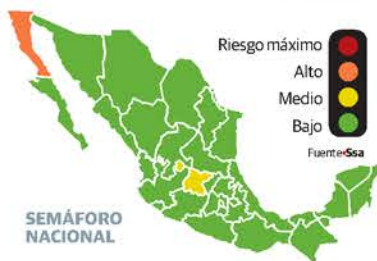 Riesgo máximo
Alto
Medio
Bajo
Fuente•Ssa
SEMÁFORO
NACIONAL